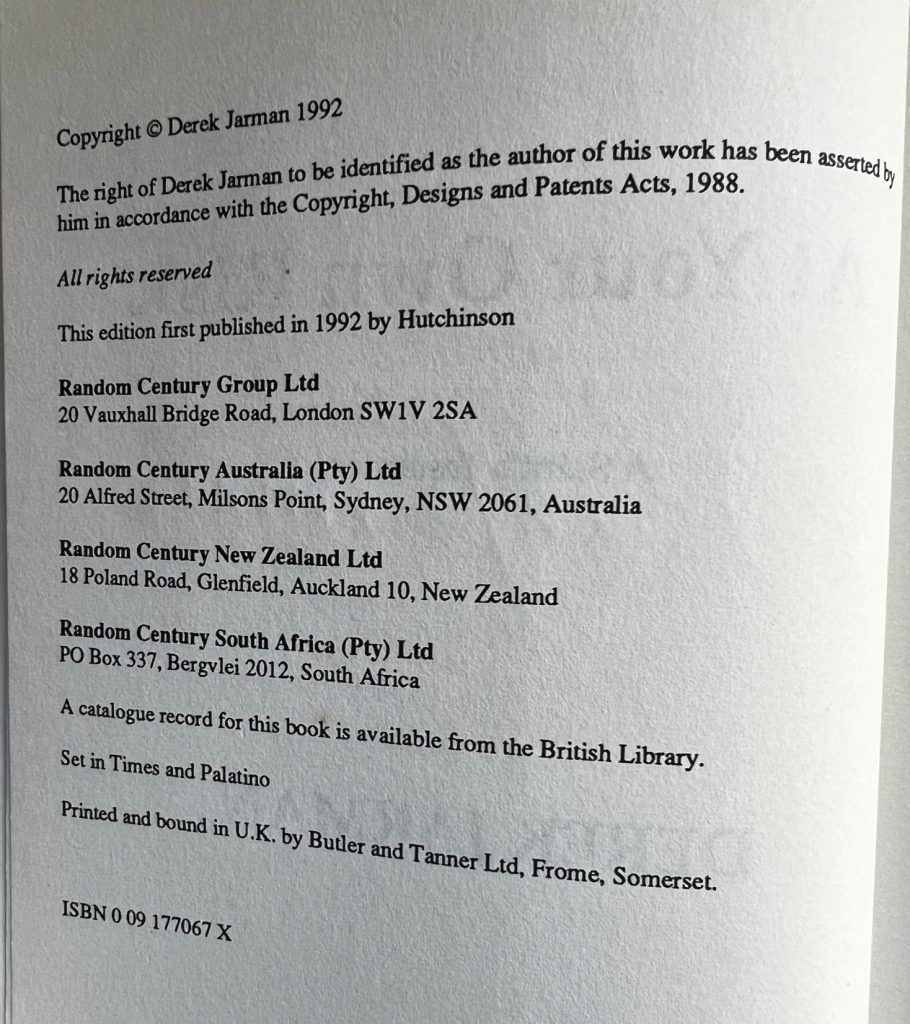 Copyright © Derek Jarman 1992
The right of Derek Jarman to be identified as the author of this work has been asserted by
him in accordance with the Copyright, Designs and Patents Acts, 1988.
All rights reserved
This edition first published in 1992 by Hutchinson
Random Century Group Ltd
20 Vauxhall Bridge Road, London SW1V 2SA
Random Century Australia (Pty) Ltd
20 Alfred Street, Milsons Point, Sydney, NSW 2061, Australia
Random Century New Zealand Ltd
18 Poland Road, Glenfield, Auckland 10, New Zealand
Random Century South Africa (Pty) Ltd
PO Box 337, Bergvlei 2012, South Africa
A catalogue record for this book is available from the British Library.
Set in Times and Palatino
Printed and bound in U.K. by Butler and Tanner Ltd, Frome, Somerset.
ISBN 0 09 177067 X